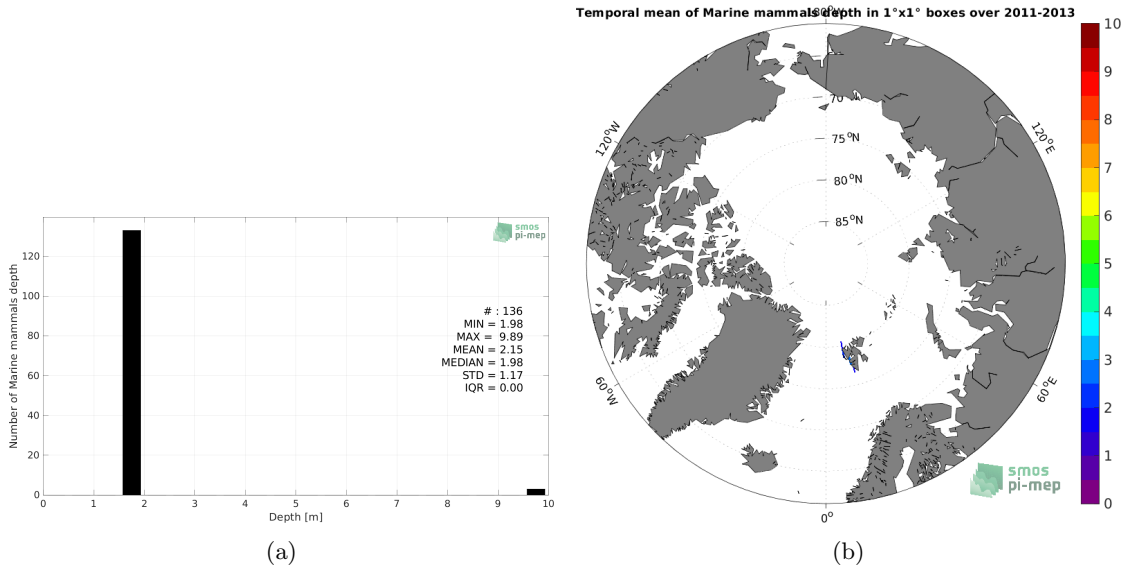 Temporal mean of Marine mammals depth in 1°x1° boxes over 2011-2013
180°W
120°W
120°E
60°W
60°E
0°
70
75°N
80°N
85°N
10
9
8
7
6
5
4
3
2
1
0
smos
pi-mep
Number of Marine mammals depth
120
100
80
60
40
20
0
smos
pi-mep
# : 136
MIN = 1.98
MAX = 9.89
MEAN = 2.15
MEDIAN = 1.98
STD = 1.17
IQR = 0.00
0 1 2 3 4 5 6 7 8 9 10
Depth [m]
(a)
(b)